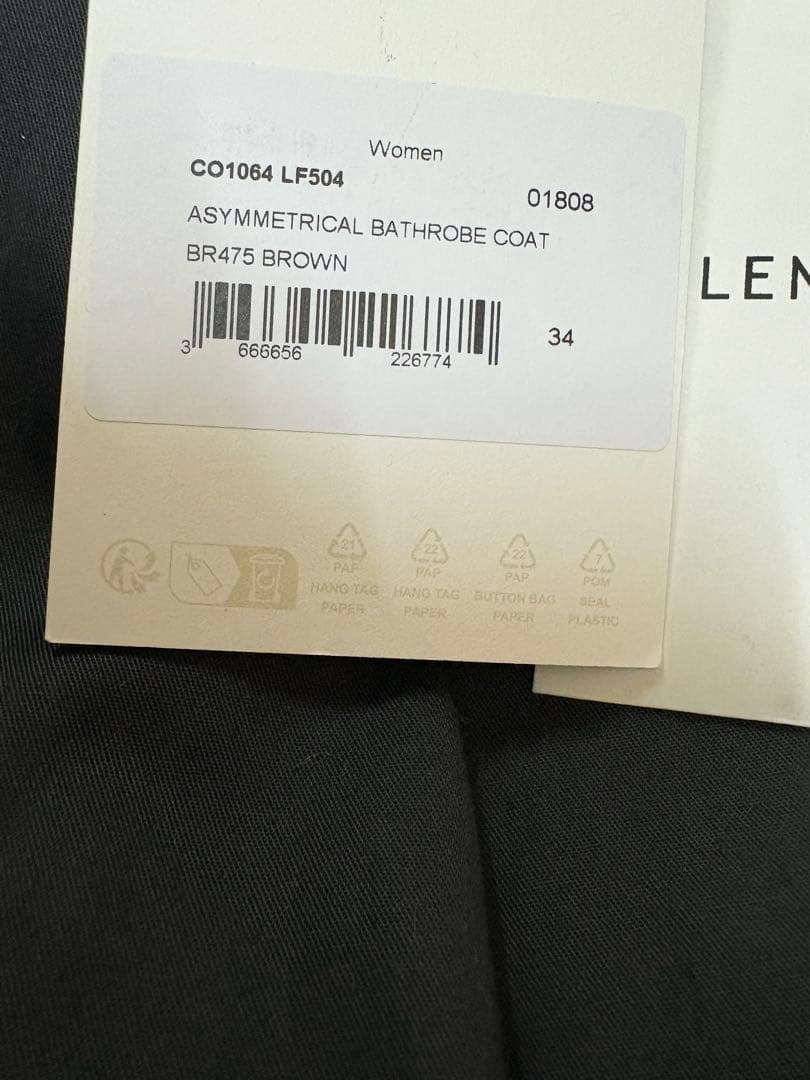 Women
CO1064 LF504
01808
ASYMMETRICAL BATHROBE COAT
BR475 BROWN
34
3 666656 226774
LEM
21
PAP
HANG TAG
PAPER
22
PAP
HANG TAG
PAPER
22
PAP
BUTTON BAG
PAPER
7
POM
SEAL
PLASTIC